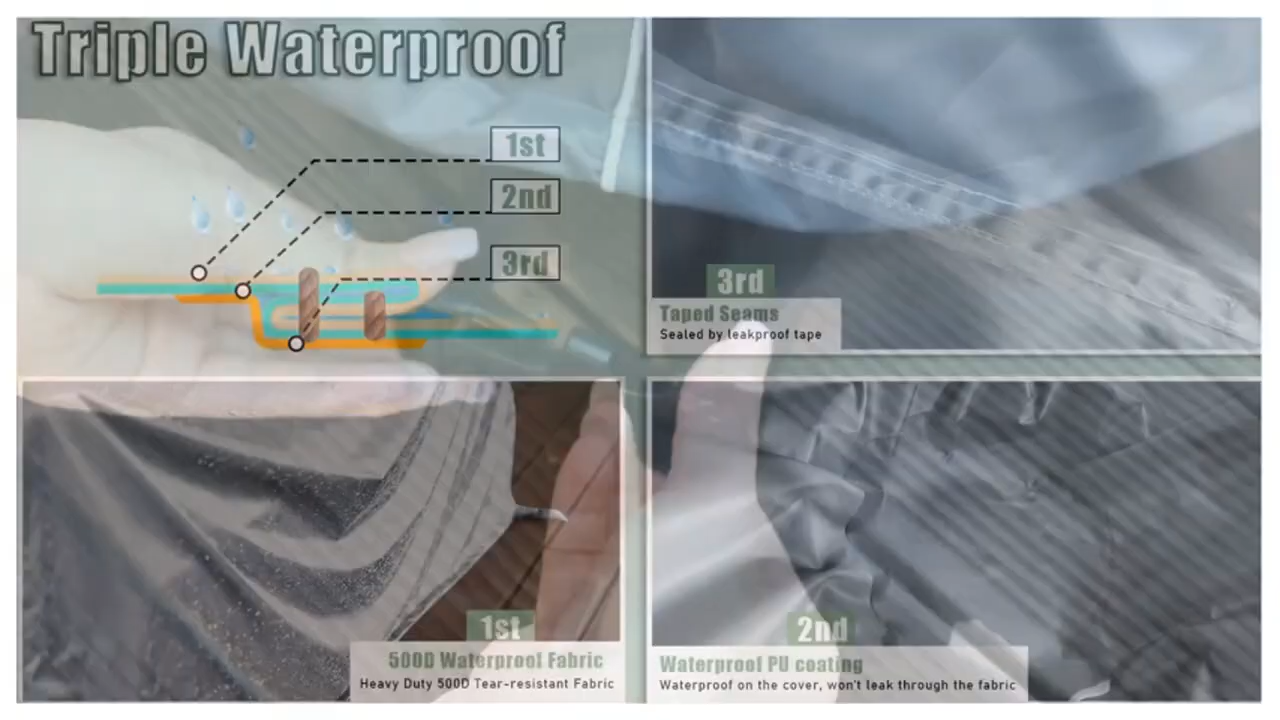 Triple Waterproof
1st
2nd
3rd
3rd
Taped Seams
Sealed by leakproof tape
1st
500D Waterproof Fabric
Heavy Duty 500D Tear-resistant Fabric
2nd
Waterproof PU coating
Waterproof on the cover, won't leak through the fabric